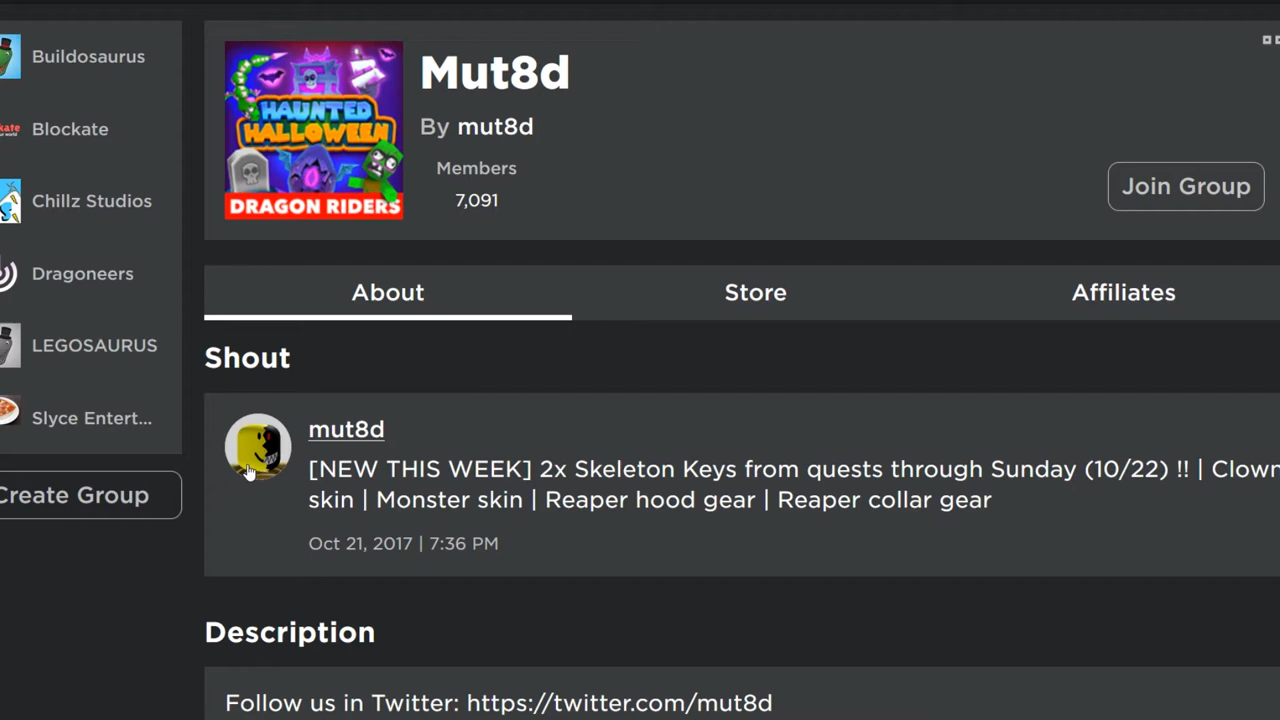 Buildosaurus
Blockate
Chillz Studios
Dragoneers
LEGOSAURUS
Slyce Entert...
Create Group
HAUNTED
HALLOWEEN
DRAGON RIDERS
Mut8d
By mut8d
Members
7,091
Join Group
About
Store
Affiliates
Shout
mut8d
[NEW THIS WEEK] 2x Skeleton Keys from quests through Sunday (10/22) !! | Clown
skin | Monster skin | Reaper hood gear | Reaper collar gear
Oct 21, 2017 | 7:36 PM
Description
Follow us in Twitter: https://twitter.com/mut8d